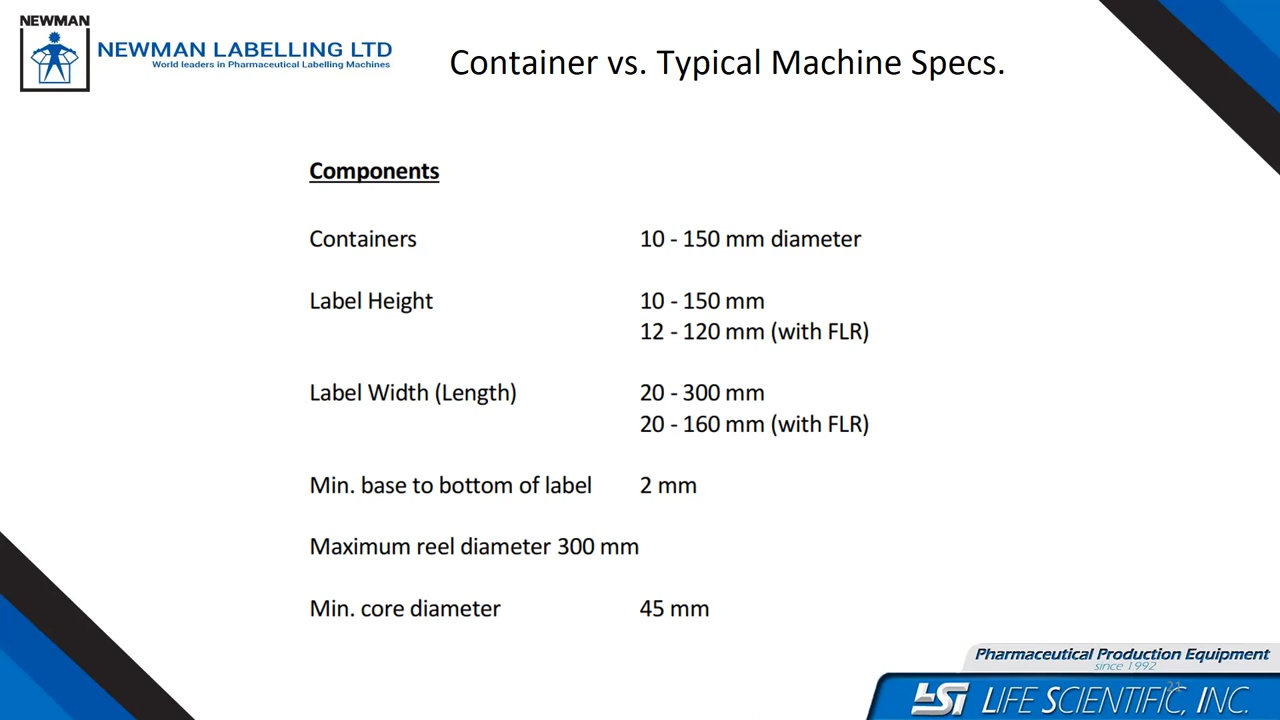 NEWMAN
NEWMAN LABELLING LTD
World leaders in Pharmaceutical Labelling Machines
Container vs. Typical Machine Specs.
Components
Containers 10 - 150 mm diameter
Label Height 10 - 150 mm
12 - 120 mm (with FLR)
Label Width (Length) 20 - 300 mm
20 - 160 mm (with FLR)
Min. base to bottom of label 2 mm
Maximum reel diameter 300 mm
Min. core diameter 45 mm
Pharmaceutical Production Equipment
since 1992
21
LSI LIFE SCIENTIFIC, INC.